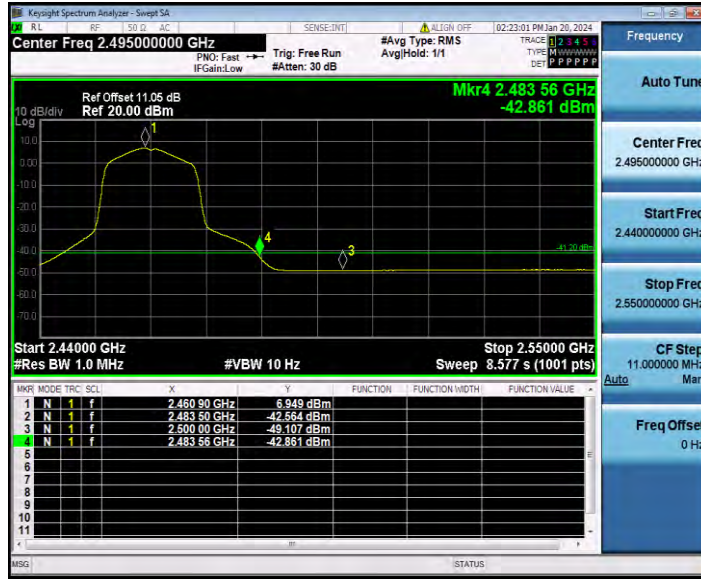 Keysight Spectrum Analyzer - Swept SA
RL RF 50 Ω AC SENSE:INT ALIGN OFF 02:23:01 PM Jan 20, 2024
Center Freq 2.495000000 GHz
PNO: Fast
IFGain:Low
Trig: Free Run
#Atten: 30 dB
#Avg Type: RMS
Avg|Hold: 1/1
TRACE 1 2 3 4 5 6
TYPE M W W W W W
DET P P P P P P
Mkr4 2.483 56 GHz
-42.861 dBm
Ref Offset 11.05 dB
10 dB/div Ref 20.00 dBm
Log
10.0
0.00
-10.0
-20.0
-30.0
-40.0
-50.0
-60.0
-70.0
1
4
3
-41.20 dBm
Start 2.44000 GHz Stop 2.55000 GHz
#Res BW 1.0 MHz #VBW 10 Hz Sweep 8.577 s (1001 pts)
MKR MODE TRC SCL X Y FUNCTION FUNCTION WIDTH FUNCTION VALUE
1 N 1 f 2.460 90 GHz 6.949 dBm
2 N 1 f 2.483 50 GHz -42.564 dBm
3 N 1 f 2.500 00 GHz -49.107 dBm
4 N 1 f 2.483 56 GHz -42.861 dBm
5
6
7
8
9
10
11
MSG STATUS
Frequency
Auto Tune
Center Freq
2.495000000 GHz
Start Freq
2.440000000 GHz
Stop Freq
2.550000000 GHz
CF Step
11.000000 MHz
Auto Man
Freq Offset
0 Hz